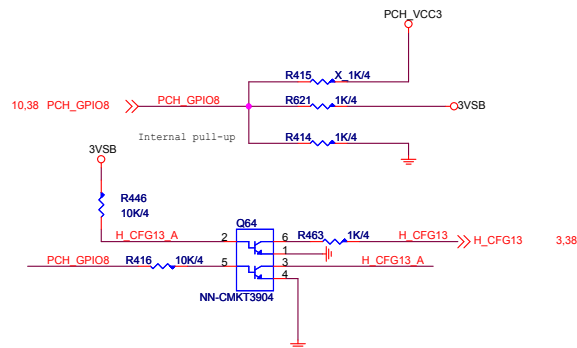 PCH_VCC3
R415 X_1K/4
10,38 PCH_GPIO8 PCH_GPIO8 R621 1K/4 3VSB
Internal pull-up R414 1K/4
3VSB
R446
10K/4
Q64
H_CFG13_A 2 6 R463 1K/4 H_CFG13 H_CFG13 3,38
1
PCH_GPIO8 R416 10K/4 5 3 H_CFG13_A
4
NN-CMKT3904